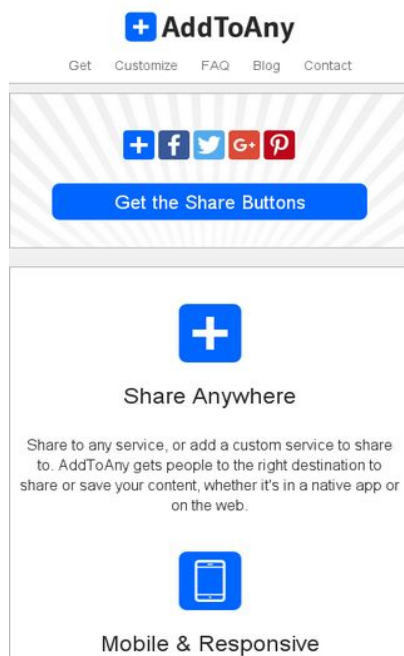 AddToAny
Get Customize FAQ Blog Contact
G+
Get the Share Buttons
Share Anywhere
Share to any service, or add a custom service to share
to. AddToAny gets people to the right destination to
share or save your content, whether it's in a native app or
on the web.
Mobile & Responsive